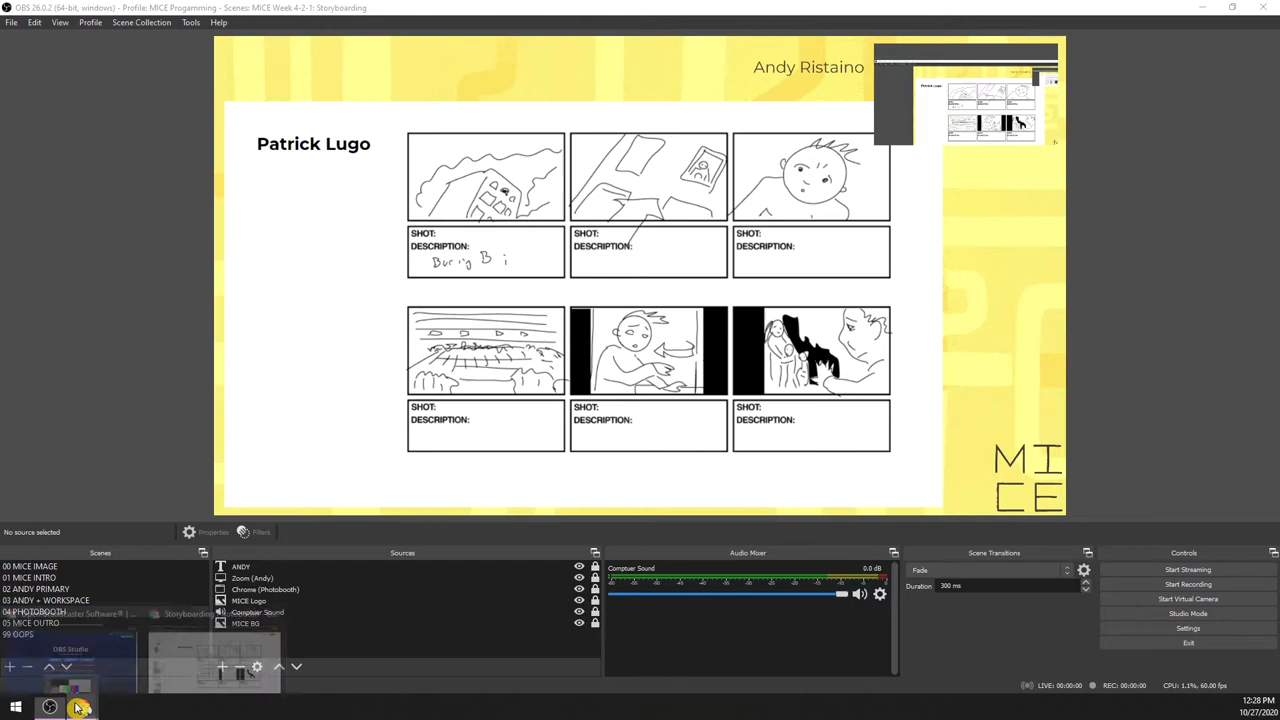 OBS 26.0.2 (64-bit, windows) - Profile: MICE Progamming - Scenes: MICE Week 4-2-1: Storyboarding
File Edit View Profile Scene Collection Tools Help
Andy Ristaino
Patrick Lugo
SHOT:
DESCRIPTION:
SHOT:
DESCRIPTION:
SHOT:
DESCRIPTION:
SHOT:
DESCRIPTION:
SHOT:
DESCRIPTION:
SHOT:
DESCRIPTION:
MI
CE
No source selected
Properties
Filters
Scenes
00 MICE IMAGE
01 MICE INTRO
02 ANDY PRIMARY
03 ANDY + WORKSPACE
04 PHOTOBOOTH
05 MICE OUTRO
99 OOPS
OBS Studio
Storyboarding
Sources
ANDY
Zoom (Andy)
Chrome (Photobooth)
MICE Logo
Comptuer Sound
MICE BG
Audio Mixer
Comptuer Sound
0.0 dB
Scene Transitions
Fade
Duration 300 ms
Controls
Start Streaming
Start Recording
Start Virtual Camera
Studio Mode
Settings
Exit
LIVE: 00:00:00
REC: 00:00:00
CPU: 1.1%, 60.00 fps
12:28 PM
10/27/2020